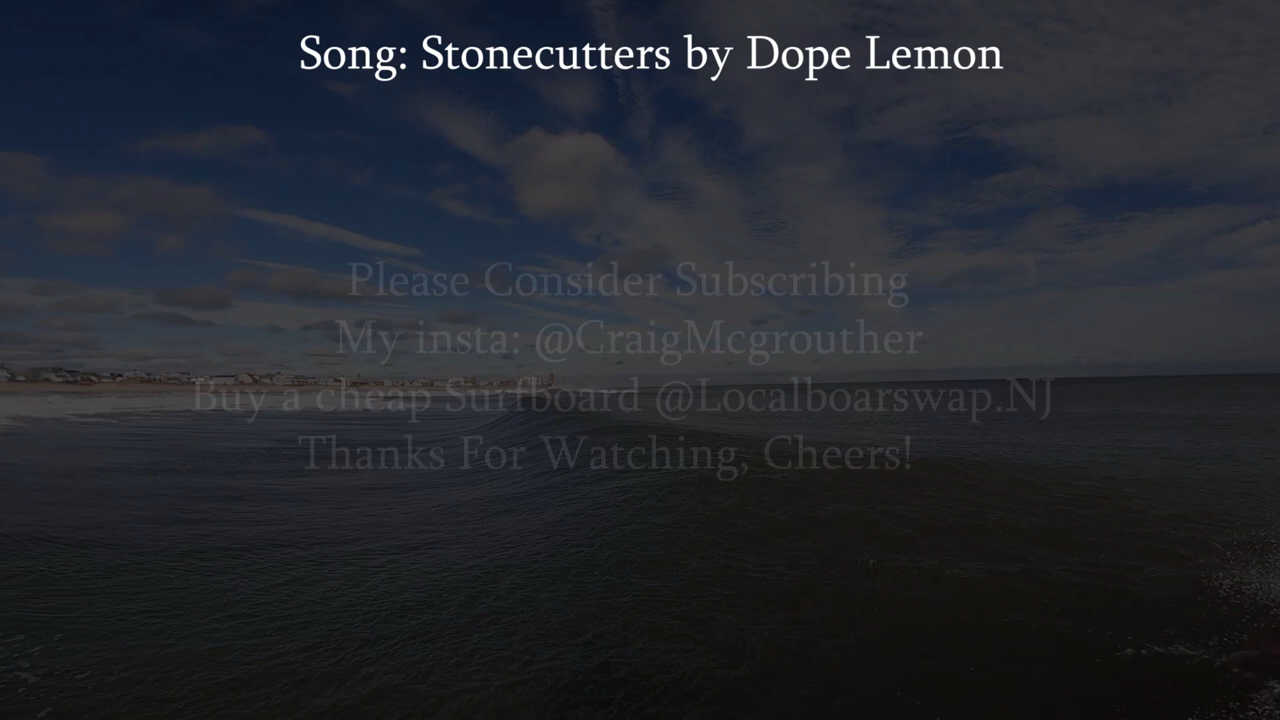 Song: Stonecutters by Dope Lemon
Please Consider Subscribing
My insta: @CraigMcgrouther
Buy a cheap Surfboard @Localboarswap.NJ
Thanks For Watching, Cheers!